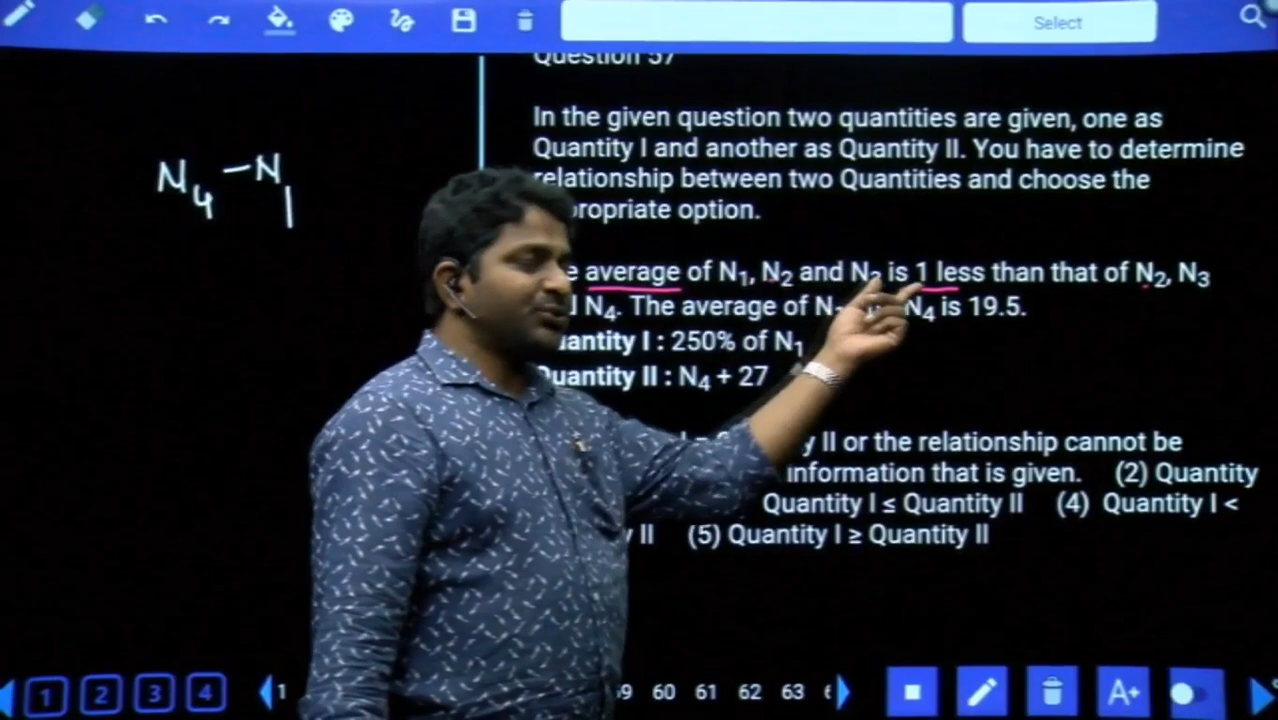 Select
Question 57
In the given question two quantities are given, one as
Quantity I and another as Quantity II. You have to determine
relationship between two Quantities and choose the
propriate option.
N₄ - N₁
average of N₁, N₂ and N₃ is 1 less than that of N₂, N₃
N₄. The average of N₄ is 19.5.
Quantity I : 250% of N₁
Quantity II : N₄ + 27
II or the relationship cannot be
information that is given. (2) Quantity
Quantity I ≤ Quantity II (4) Quantity I <
II (5) Quantity I ≥ Quantity II
1 2 3 4 1 60 61 62 63 A+